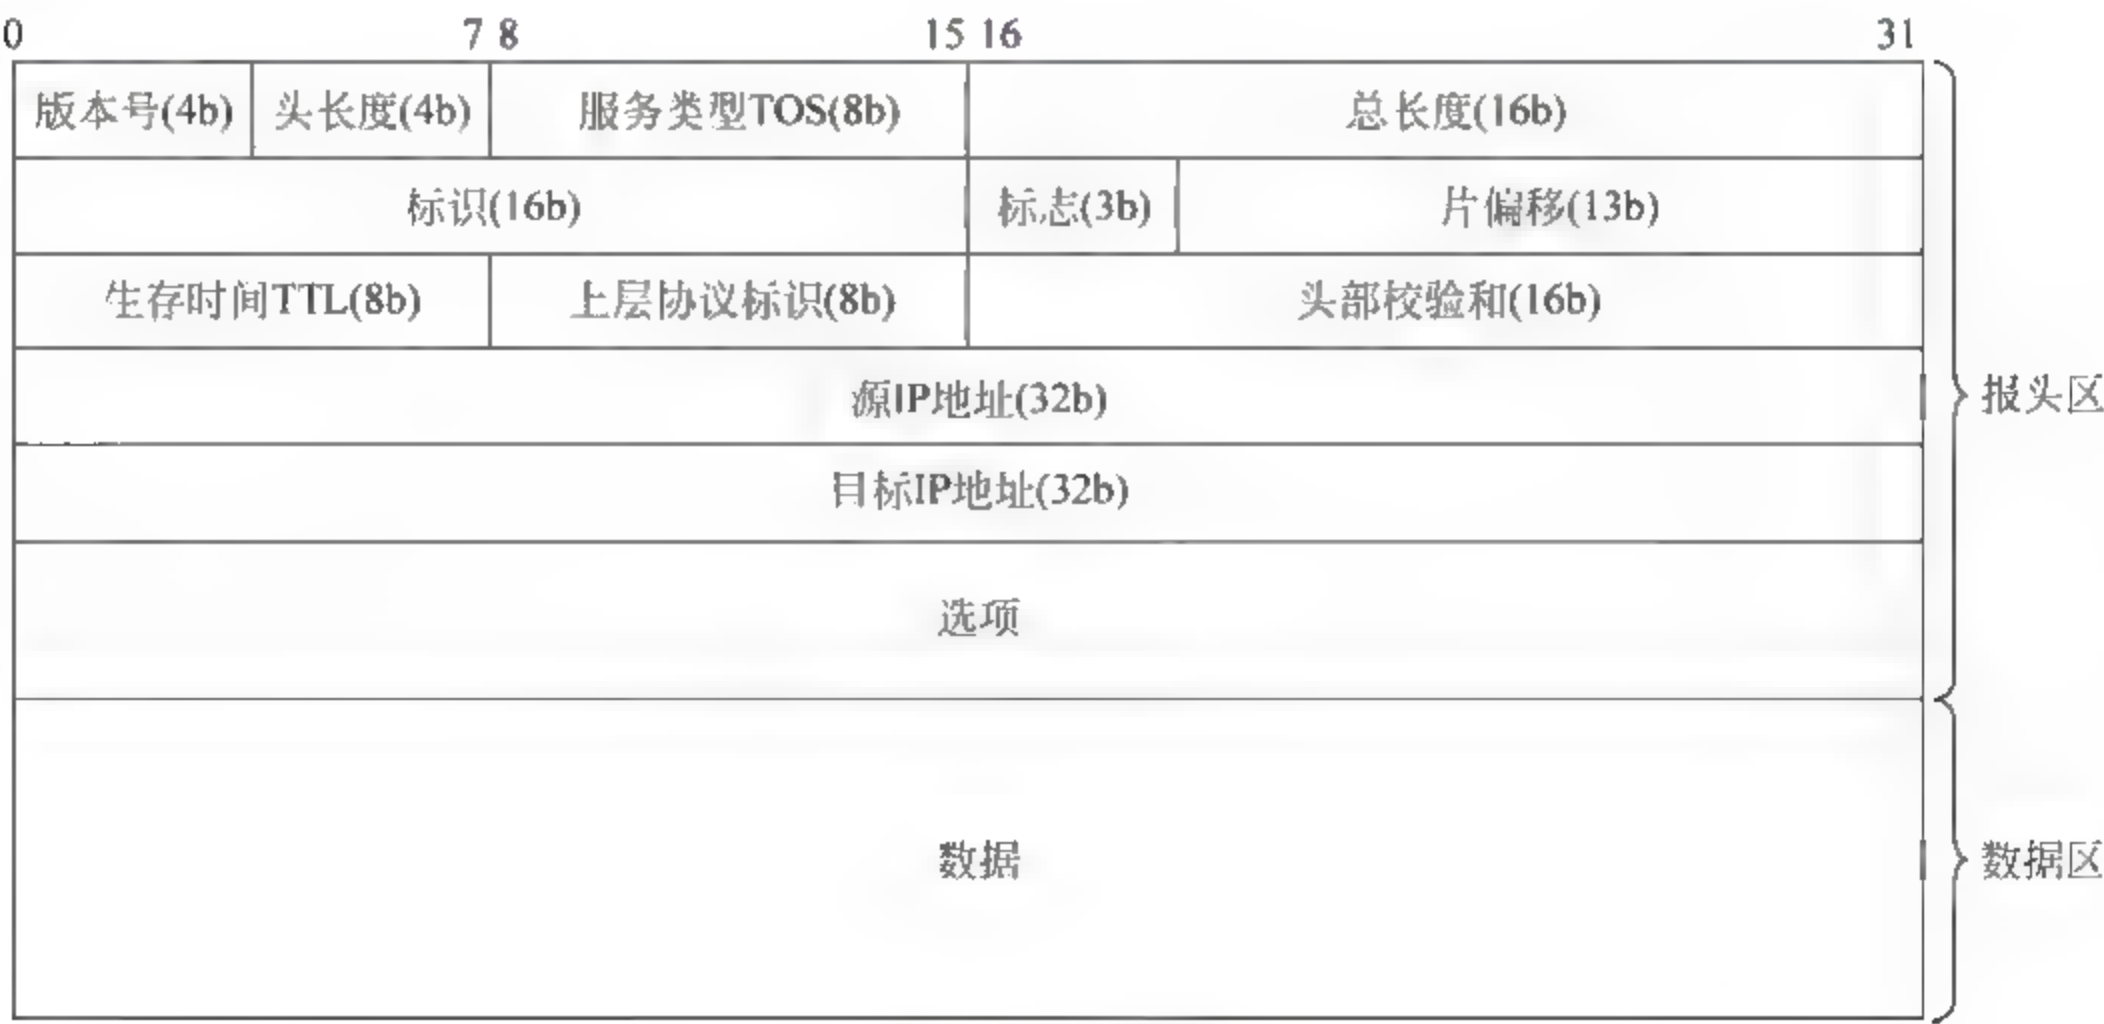 0 7 8 15 16 31
版本号(4b) 头长度(4b) 服务类型TOS(8b) 总长度(16b)
标识(16b) 标志(3b) 片偏移(13b)
生存时间TTL(8b) 上层协议标识(8b) 头部校验和(16b)
源IP地址(32b)
报头区
目标IP地址(32b)
选项
数据
数据区